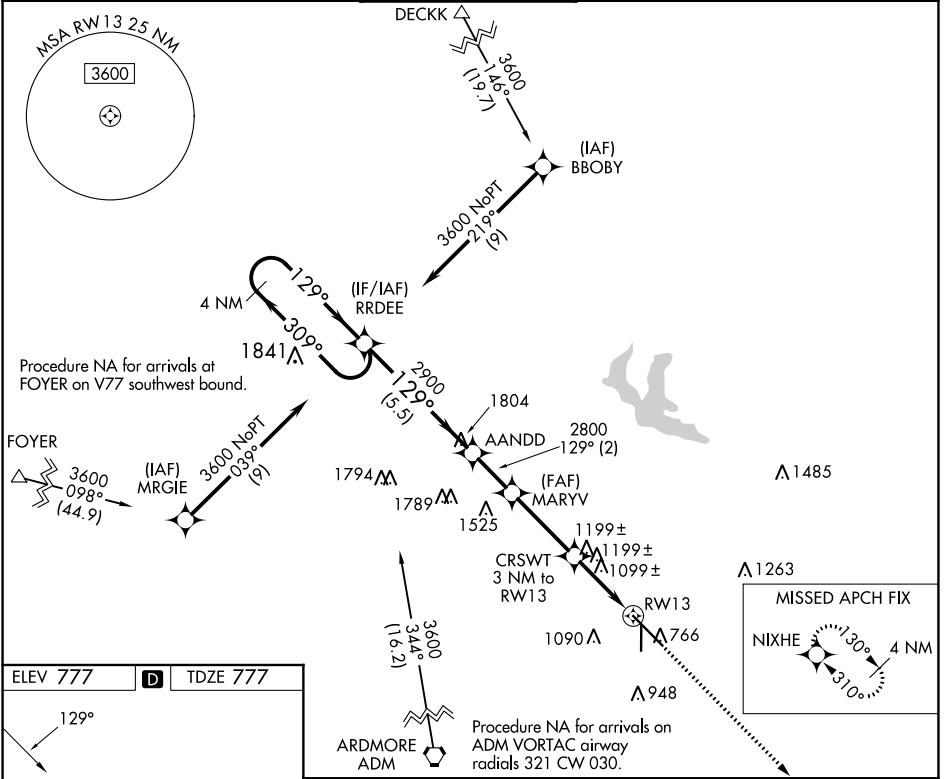 DECKK
MSA RW13 25 NM
3600
3600
146°
(19.7)
(IAF)
BBOBY
3600 NoPT
219°
(9)
129°
4 NM
309°
(IF/IAF)
RRDEE
1841
Procedure NA for arrivals at
FOYER on V77 southwest bound.
2900
129°
(5.5)
1804
AANDD
2800
129° (2)
FOYER
3600
098°
(44.9)
(IAF)
MRGIE
3600 NoPT
039°
(9)
1794
1789
1525
(FAF)
MARYV
1485
1199±
1199±
1099±
CRSWT
3 NM to
RW13
1263
RW13
1090
766
MISSED APCH FIX
NIXHE
130°
4 NM
310°
3600
344°
(16.2)
948
ELEV 777
D
TDZE 777
129°
ARDMORE
ADM
Procedure NA for arrivals on
ADM VORTAC airway
radials 321 CW 030.